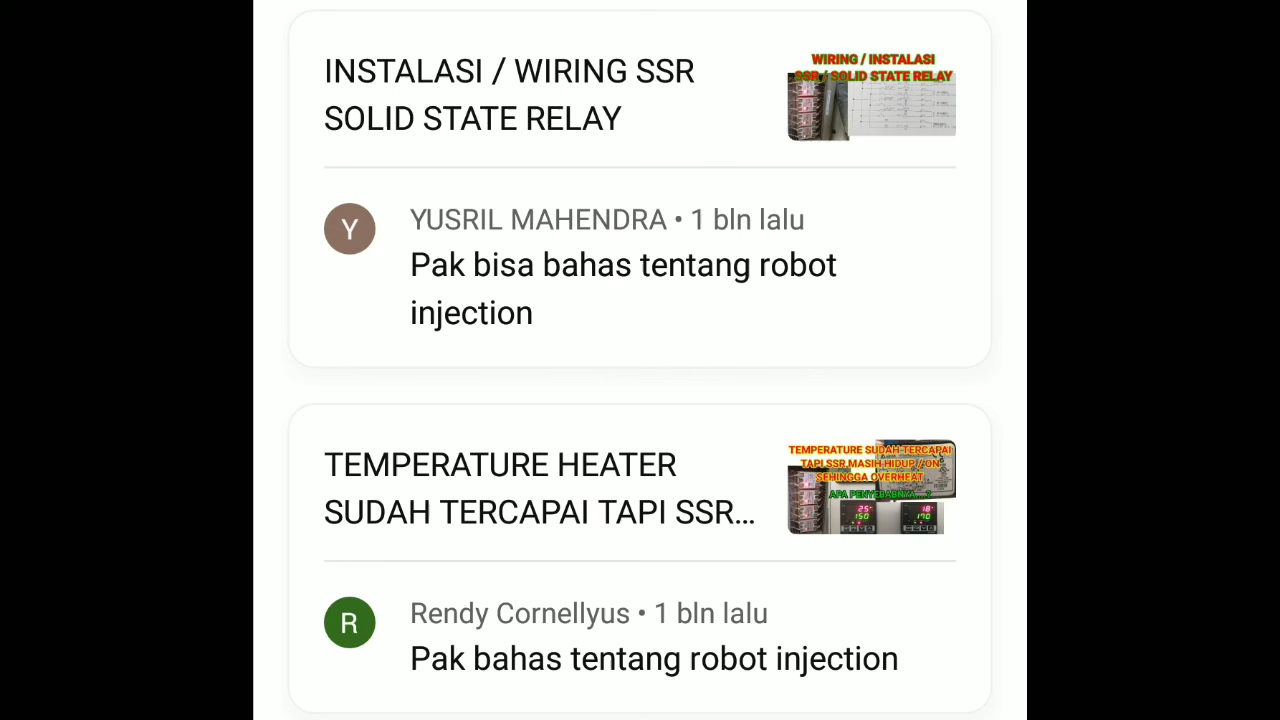 INSTALASI / WIRING SSR
SOLID STATE RELAY
WIRING / INSTALASI
SSR / SOLID STATE RELAY
YUSRIL MAHENDRA • 1 bln lalu
Y
Pak bisa bahas tentang robot
injection
TEMPERATURE HEATER
SUDAH TERCAPAI TAPI SSR...
TEMPERATURE SUDAH TERCAPAI
TAPI SSR MASIH HIDUP / ON
SEHINGGA OVERHEAT
APA PENYEBABNYA....?
Rendy Cornellyus • 1 bln lalu
R
Pak bahas tentang robot injection